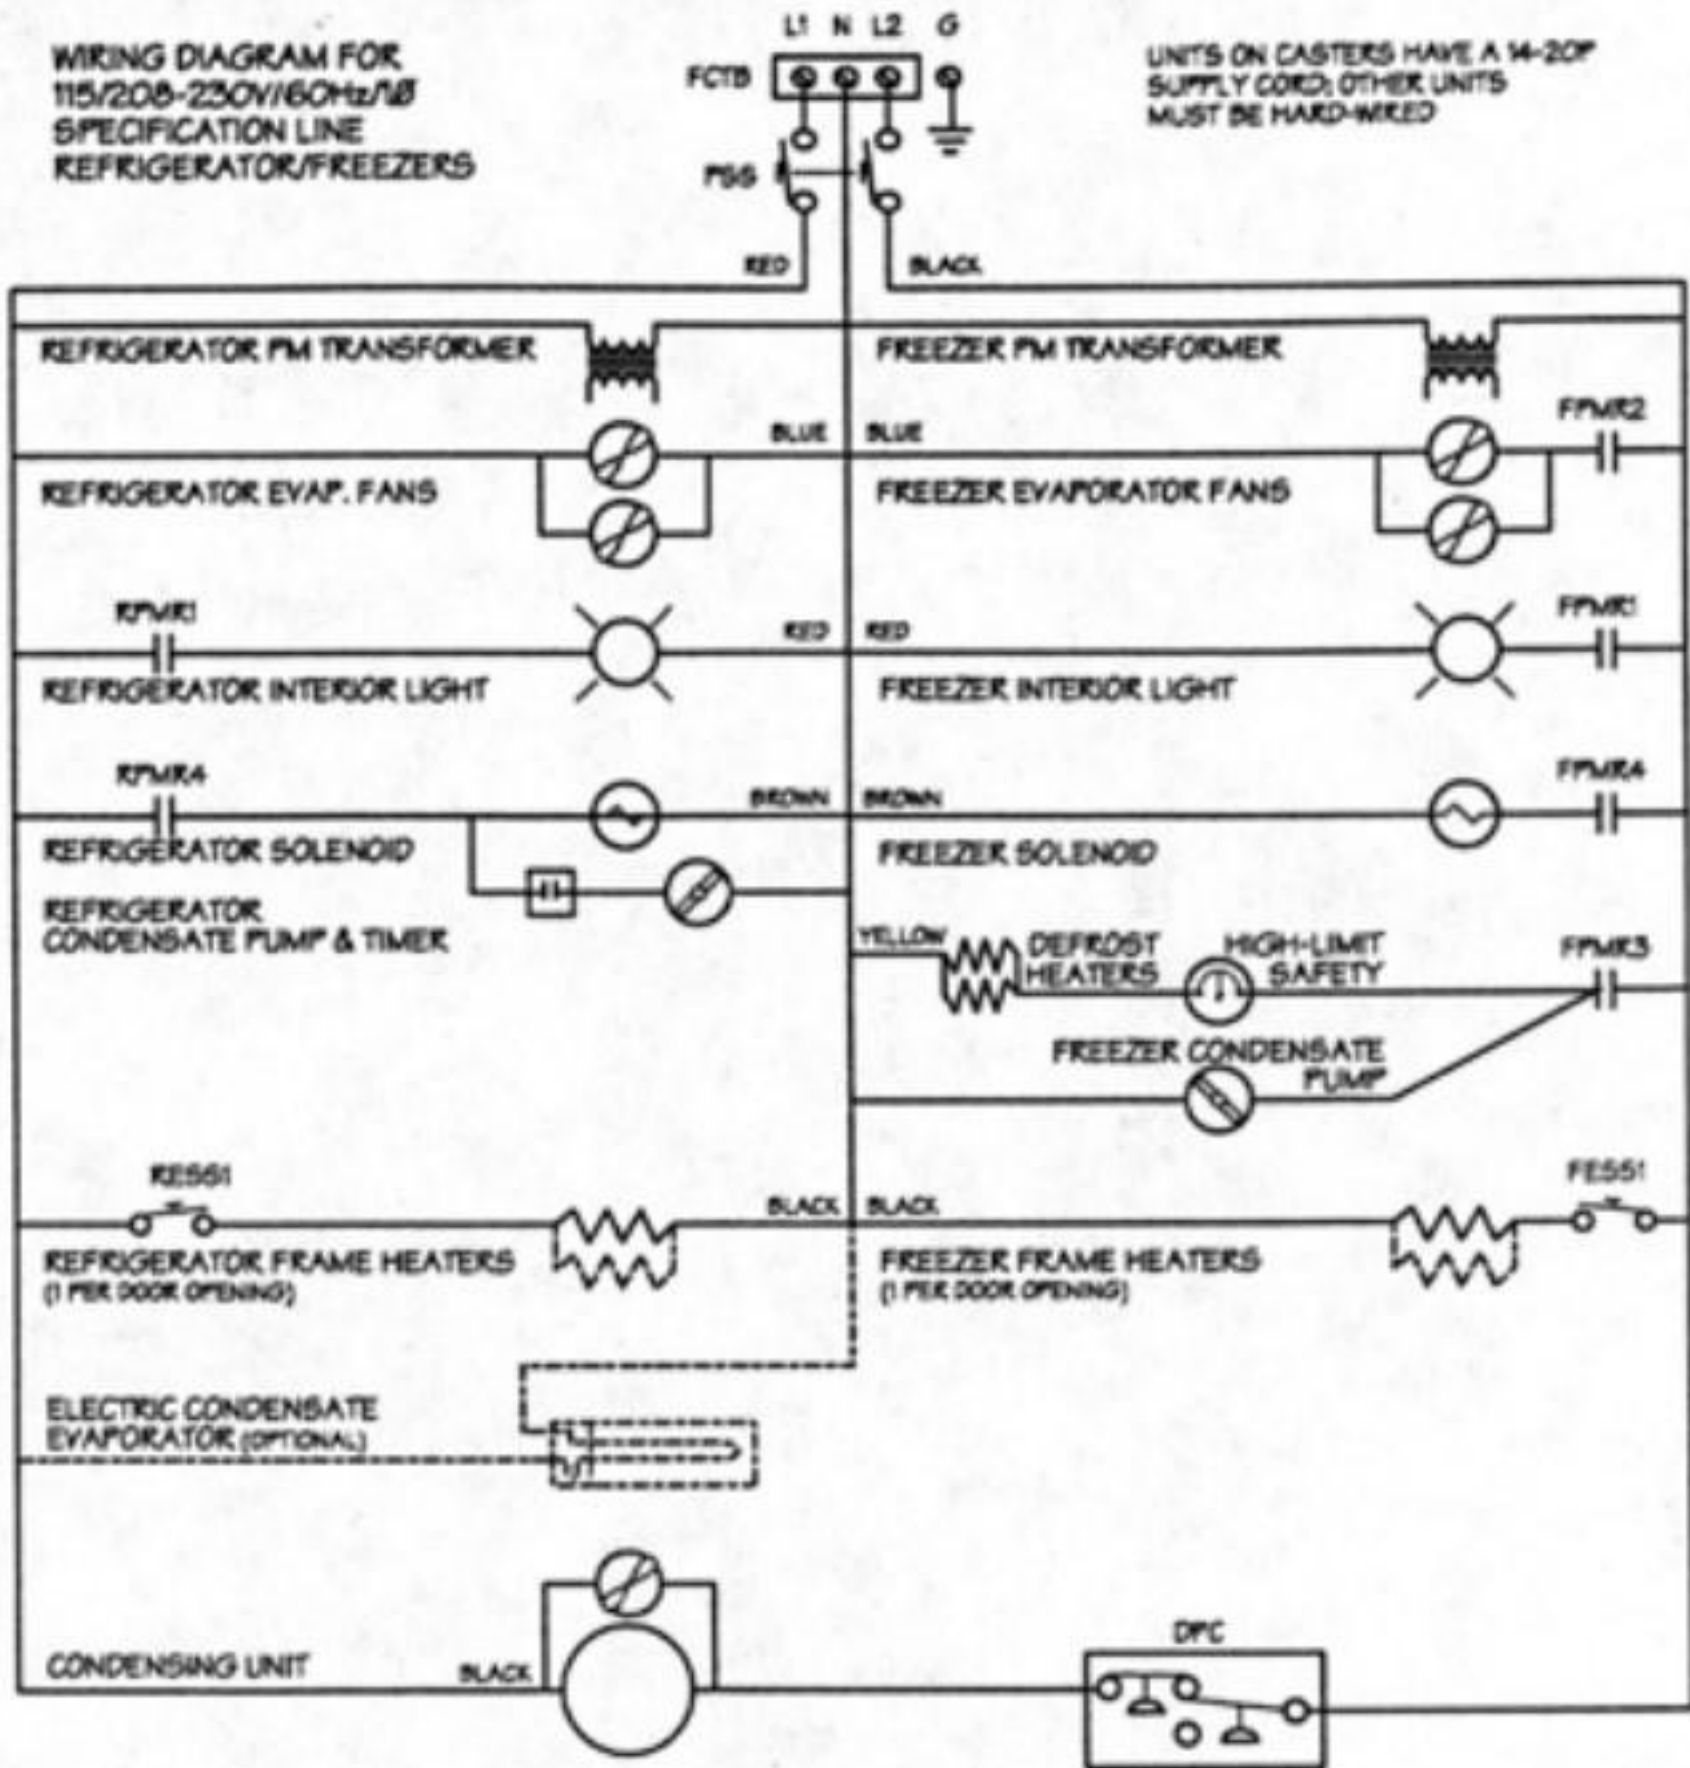 L1 N L2 G
WIRING DIAGRAM FOR
115/208-230V/60Hz/1Ø
SPECIFICATION LINE
REFRIGERATOR/FREEZERS
FCTB
UNITS ON CASTERS HAVE A 14-20P
SUPPLY CORD; OTHER UNITS
MUST BE HARD-WIRED
PSS
RED BLACK
REFRIGERATOR PM TRANSFORMER
FREEZER PM TRANSFORMER
FPMR2
BLUE BLUE
REFRIGERATOR EVAP. FANS
FREEZER EVAPORATOR FANS
RPMR1
FPMR1
RED RED
REFRIGERATOR INTERIOR LIGHT
FREEZER INTERIOR LIGHT
RPMR4
FPMR4
BROWN BROWN
REFRIGERATOR SOLENOID
FREEZER SOLENOID
REFRIGERATOR
CONDENSATE PUMP & TIMER
YELLOW
DEFROST
HEATERS
HIGH-LIMIT
SAFETY
FPMR3
FREEZER CONDENSATE
PUMP
RESS1
FESS1
BLACK BLACK
REFRIGERATOR FRAME HEATERS
(1 PER DOOR OPENING)
FREEZER FRAME HEATERS
(1 PER DOOR OPENING)
ELECTRIC CONDENSATE
EVAPORATOR (OPTIONAL)
DPC
CONDENSING UNIT
BLACK